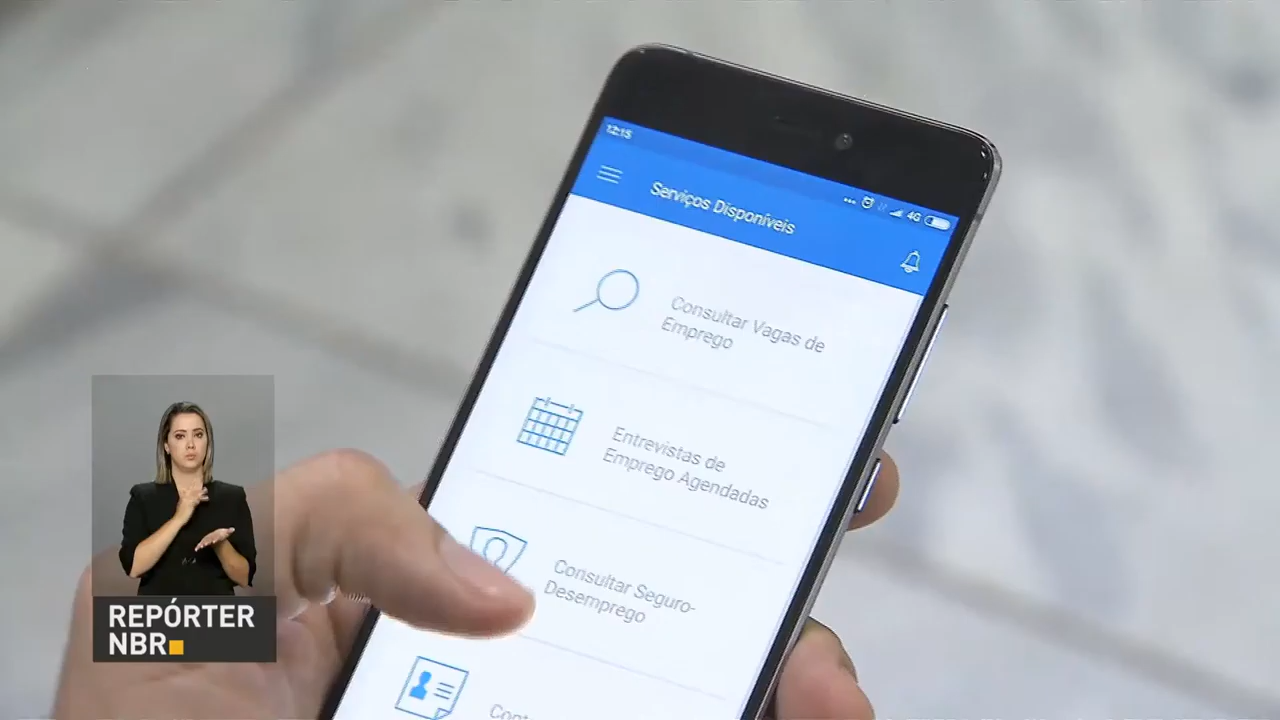 12:15
4G
Serviços Disponíveis
Consultar Vagas de
Emprego
Entrevistas de
Emprego Agendadas
Consultar Seguro-
Desemprego
REPÓRTER
NBR